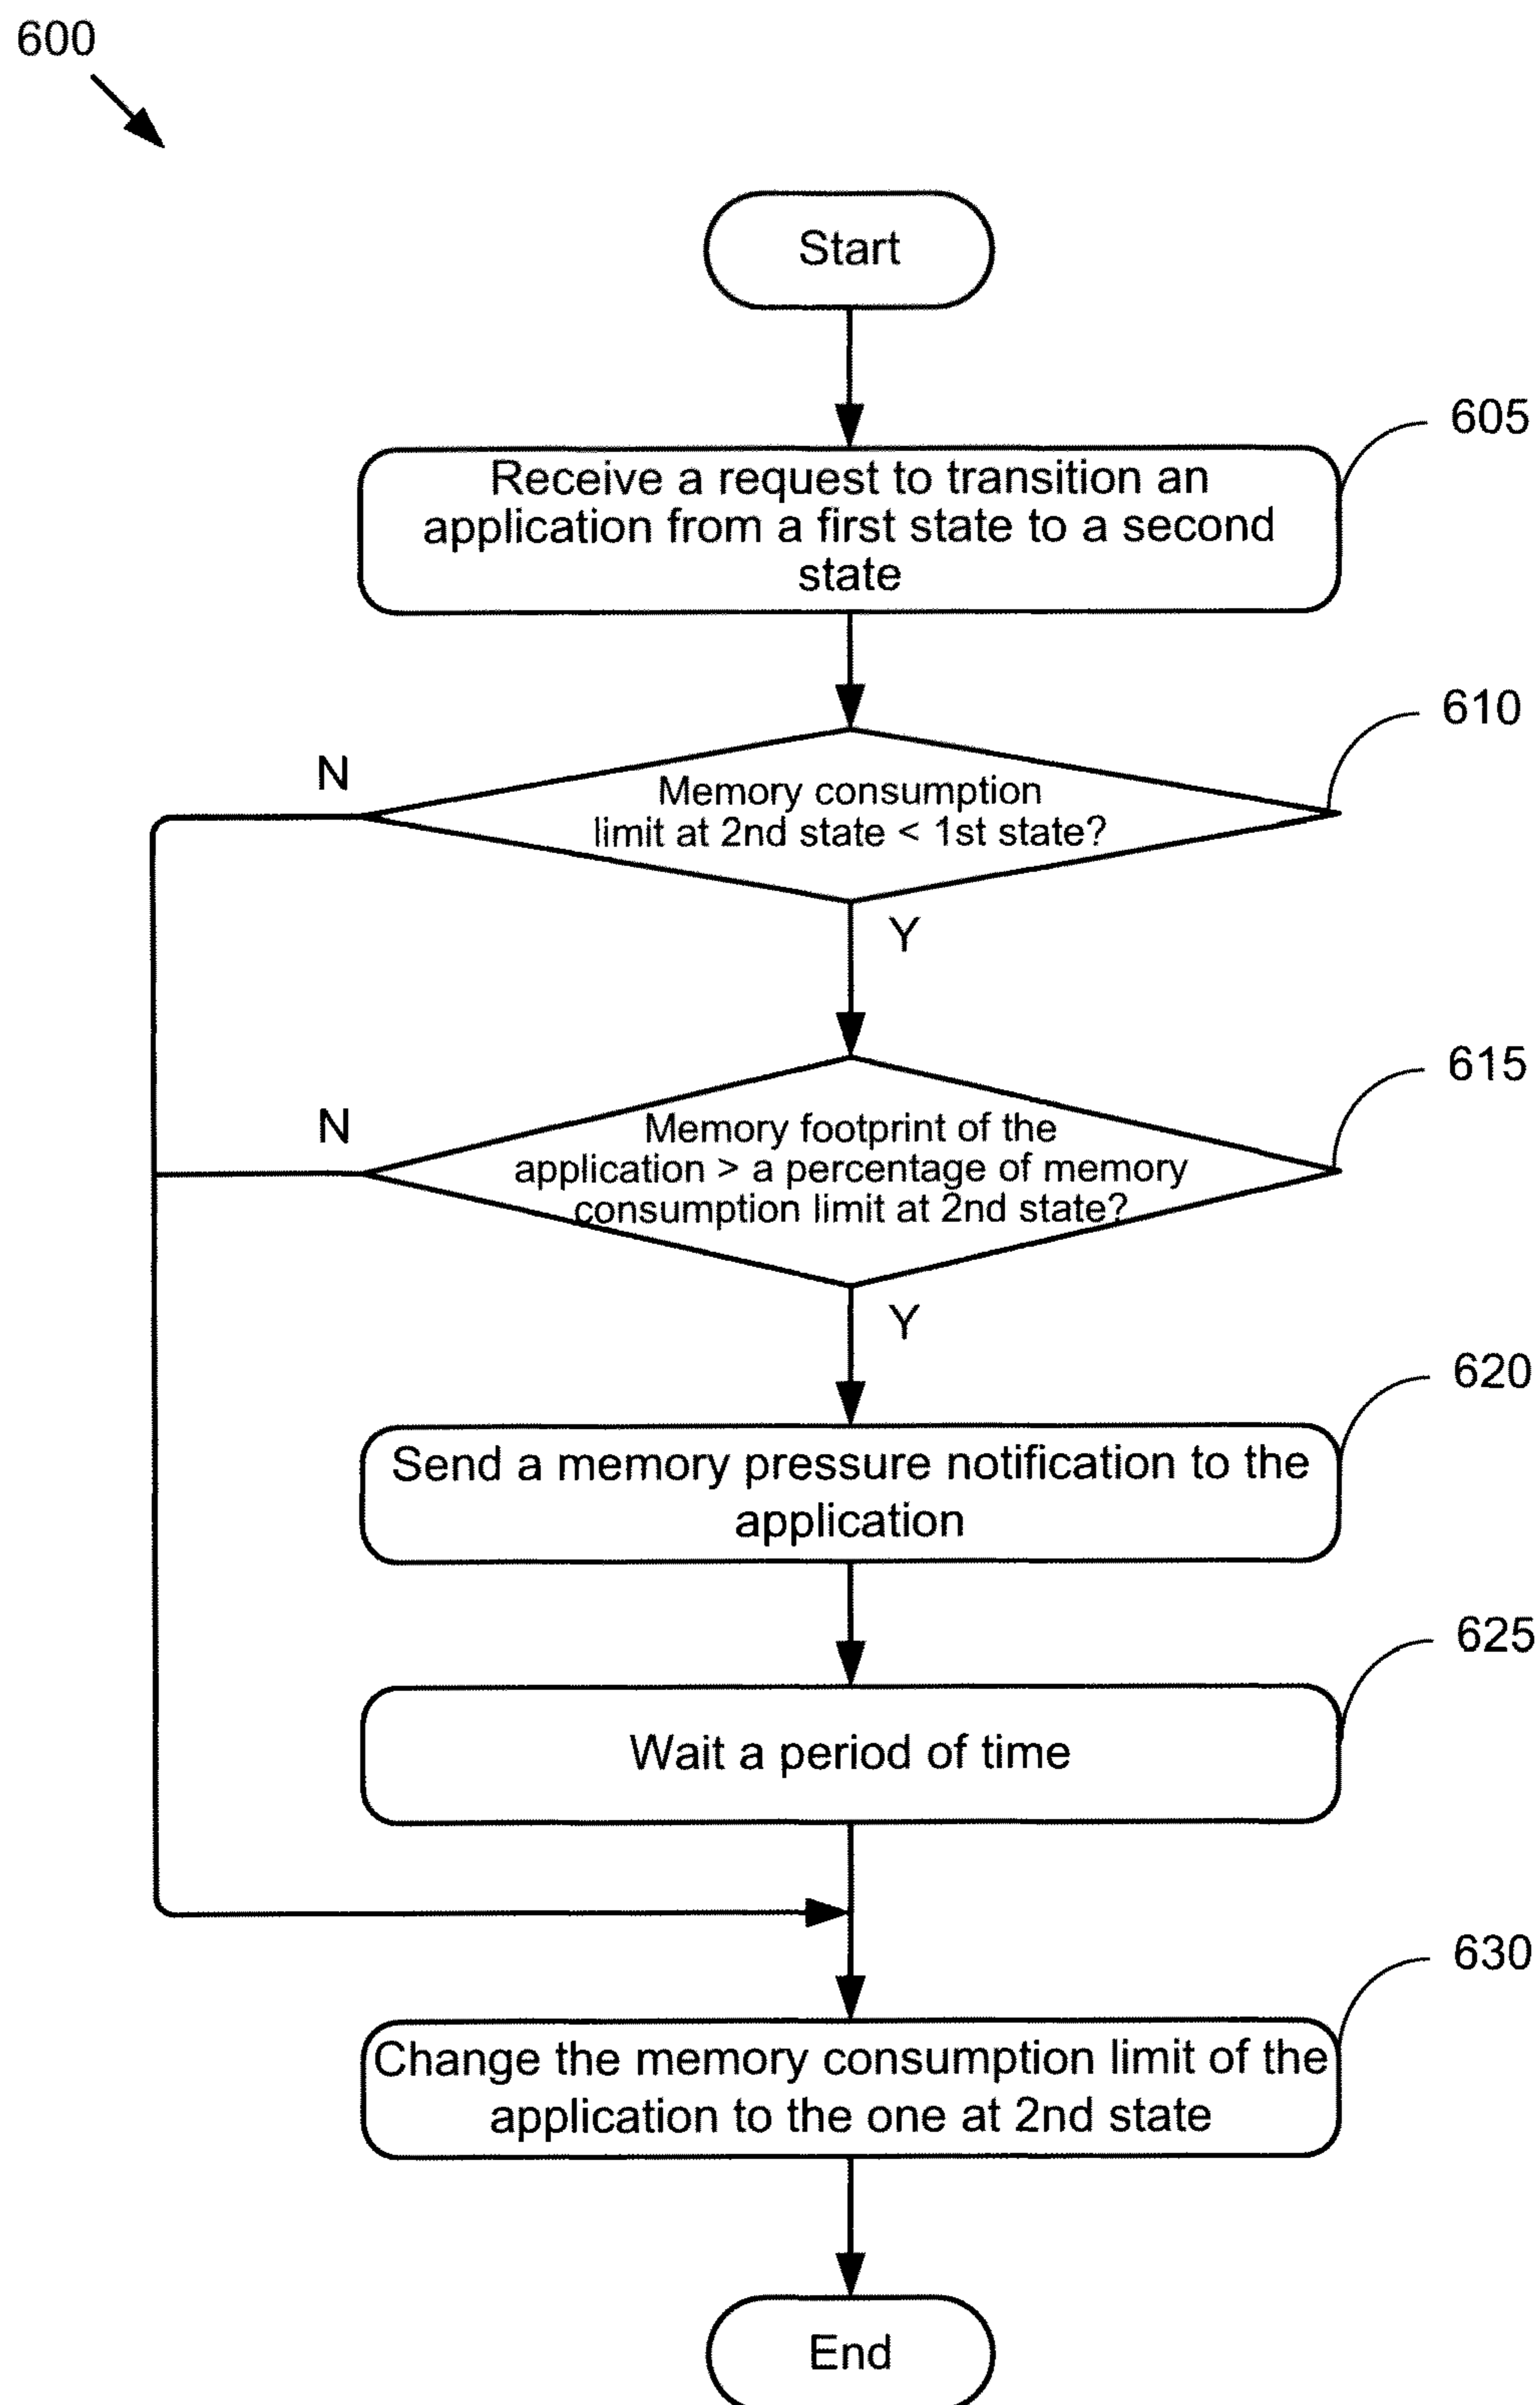 600
Start
605
Receive a request to transition an
application from a first state to a second
state
610
N
Memory consumption
limit at 2nd state < 1st state?
Y
615
N
Memory footprint of the
application > a percentage of memory
consumption limit at 2nd state?
Y
620
Send a memory pressure notification to the
application
625
Wait a period of time
630
Change the memory consumption limit of the
application to the one at 2nd state
End